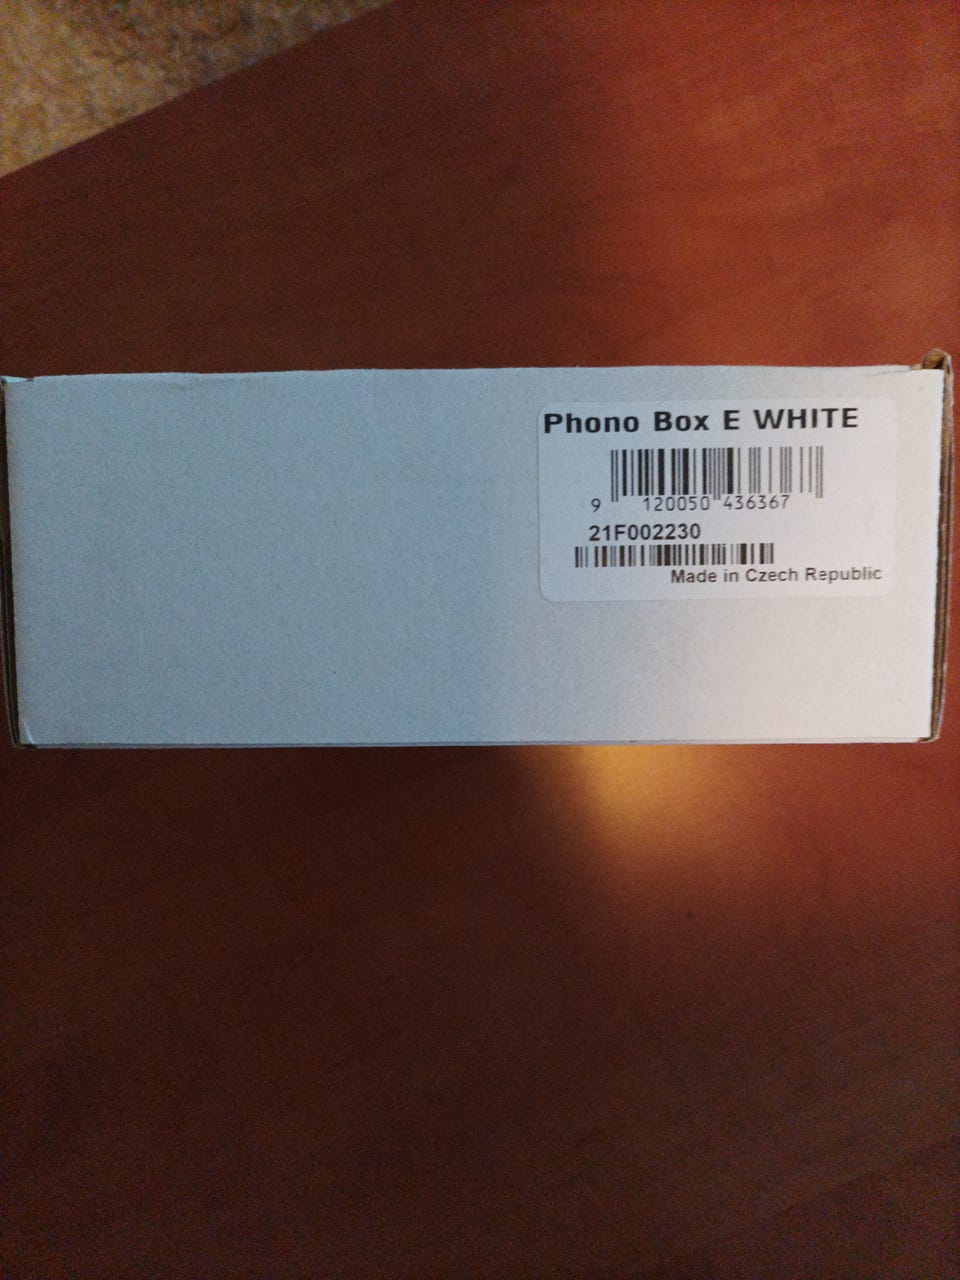 Phono Box E WHITE
9 120050 436367
21F002230
Made in Czech Republic